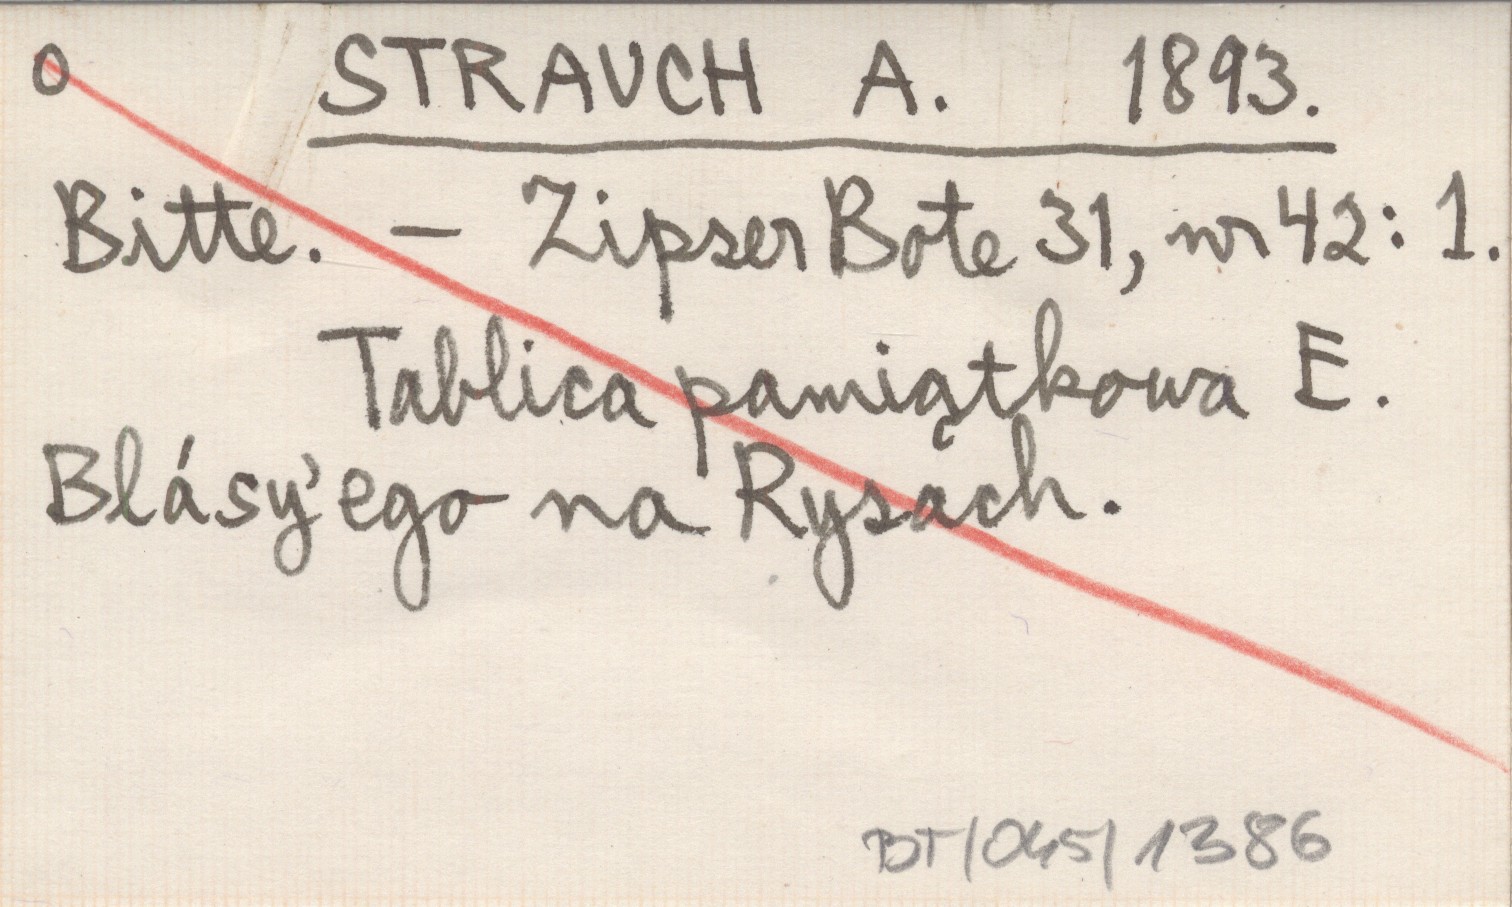 O STRAUCH A. 1893.
Bitte. – Zipser Bote 31, nr 42: 1.
Tablica pamiątkowa E.
Blásy'ego na Rysach.
BT/045/1386